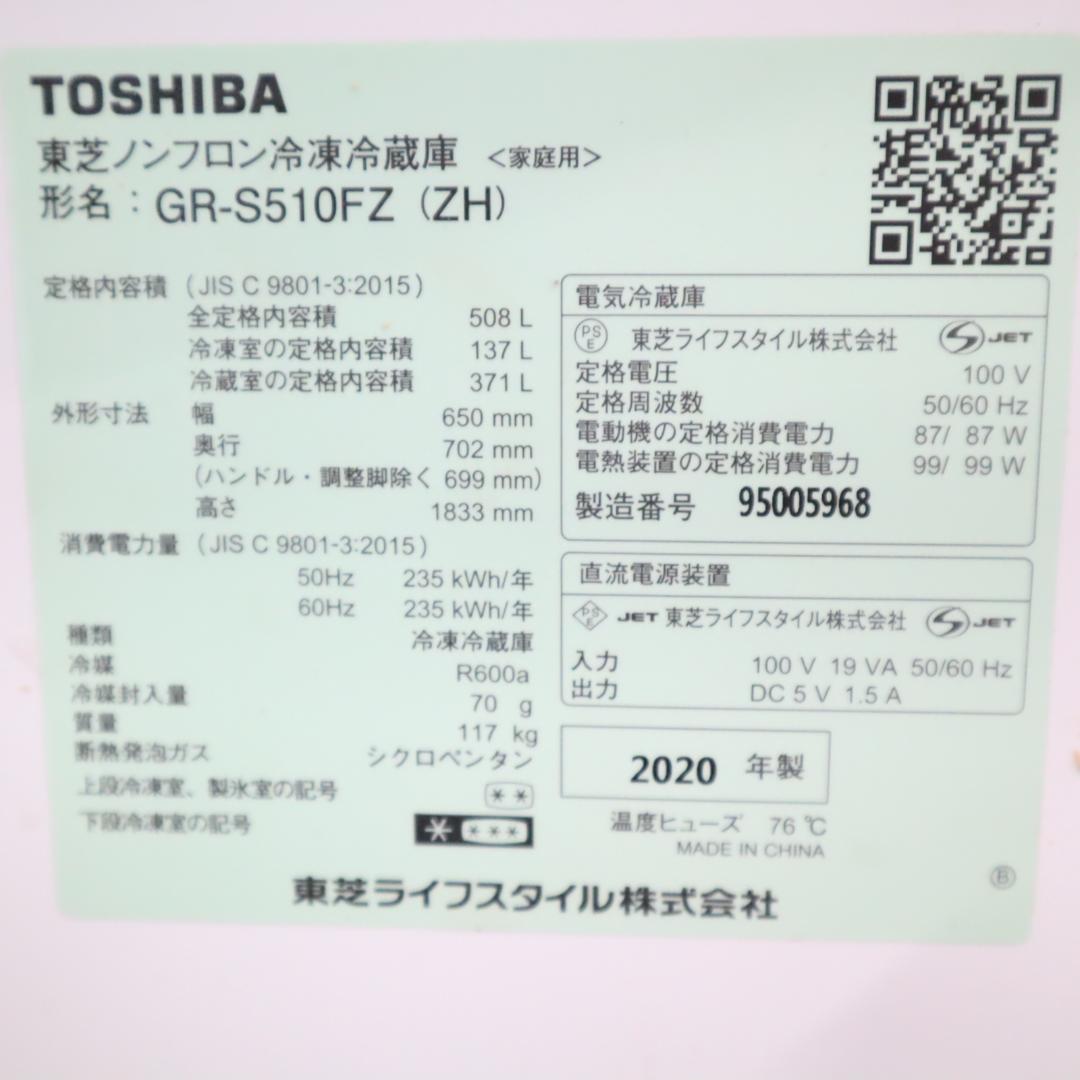 TOSHIBA
東芝ノンフロン冷凍冷蔵庫 <家庭用>
形名：GR-S510FZ (ZH)
定格内容積 (JIS C 9801-3:2015)
全定格内容積 508 L
冷凍室の定格内容積 137 L
冷蔵室の定格内容積 371 L
外形寸法 幅 650 mm
奥行 702 mm
(ハンドル・調整脚除く 699 mm)
高さ 1833 mm
消費電力量 (JIS C 9801-3:2015)
50Hz 235 kWh/年
60Hz 235 kWh/年
種類 冷凍冷蔵庫
冷媒 R600a
冷媒封入量 70 g
質量 117 kg
断熱発泡ガス シクロペンタン
上段冷凍室、製氷室の記号 **
下段冷凍室の記号 * ***
電気冷蔵庫
PSE 東芝ライフスタイル株式会社 S JET
定格電圧 100 V
定格周波数 50/60 Hz
電動機の定格消費電力 87/ 87 W
電熱装置の定格消費電力 99/ 99 W
製造番号 95005968
直流電源装置
PSE JET 東芝ライフスタイル株式会社 S JET
入力 100 V 19 VA 50/60 Hz
出力 DC 5 V 1.5 A
2020 年製
温度ヒューズ 76 ℃
MADE IN CHINA
Ⓑ
東芝ライフスタイル株式会社